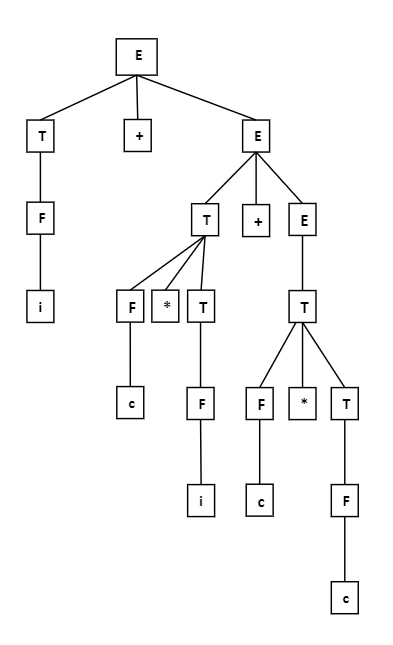 E
T + E
F T + E
i F * T T
c F F * T
i c F
c